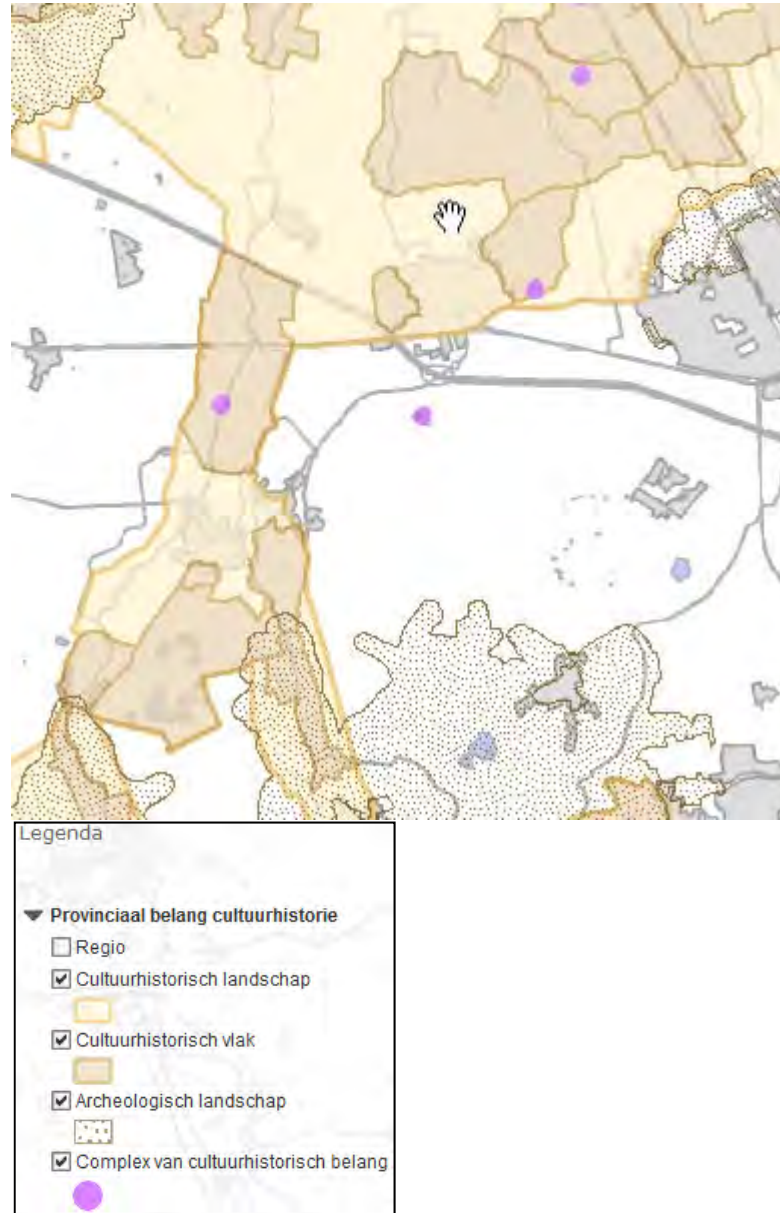 Legenda
Provinciaal belang cultuurhistorie
Regio
Cultuurhistorisch landschap
Cultuurhistorisch vlak
Archeologisch landschap
Complex van cultuurhistorisch belang